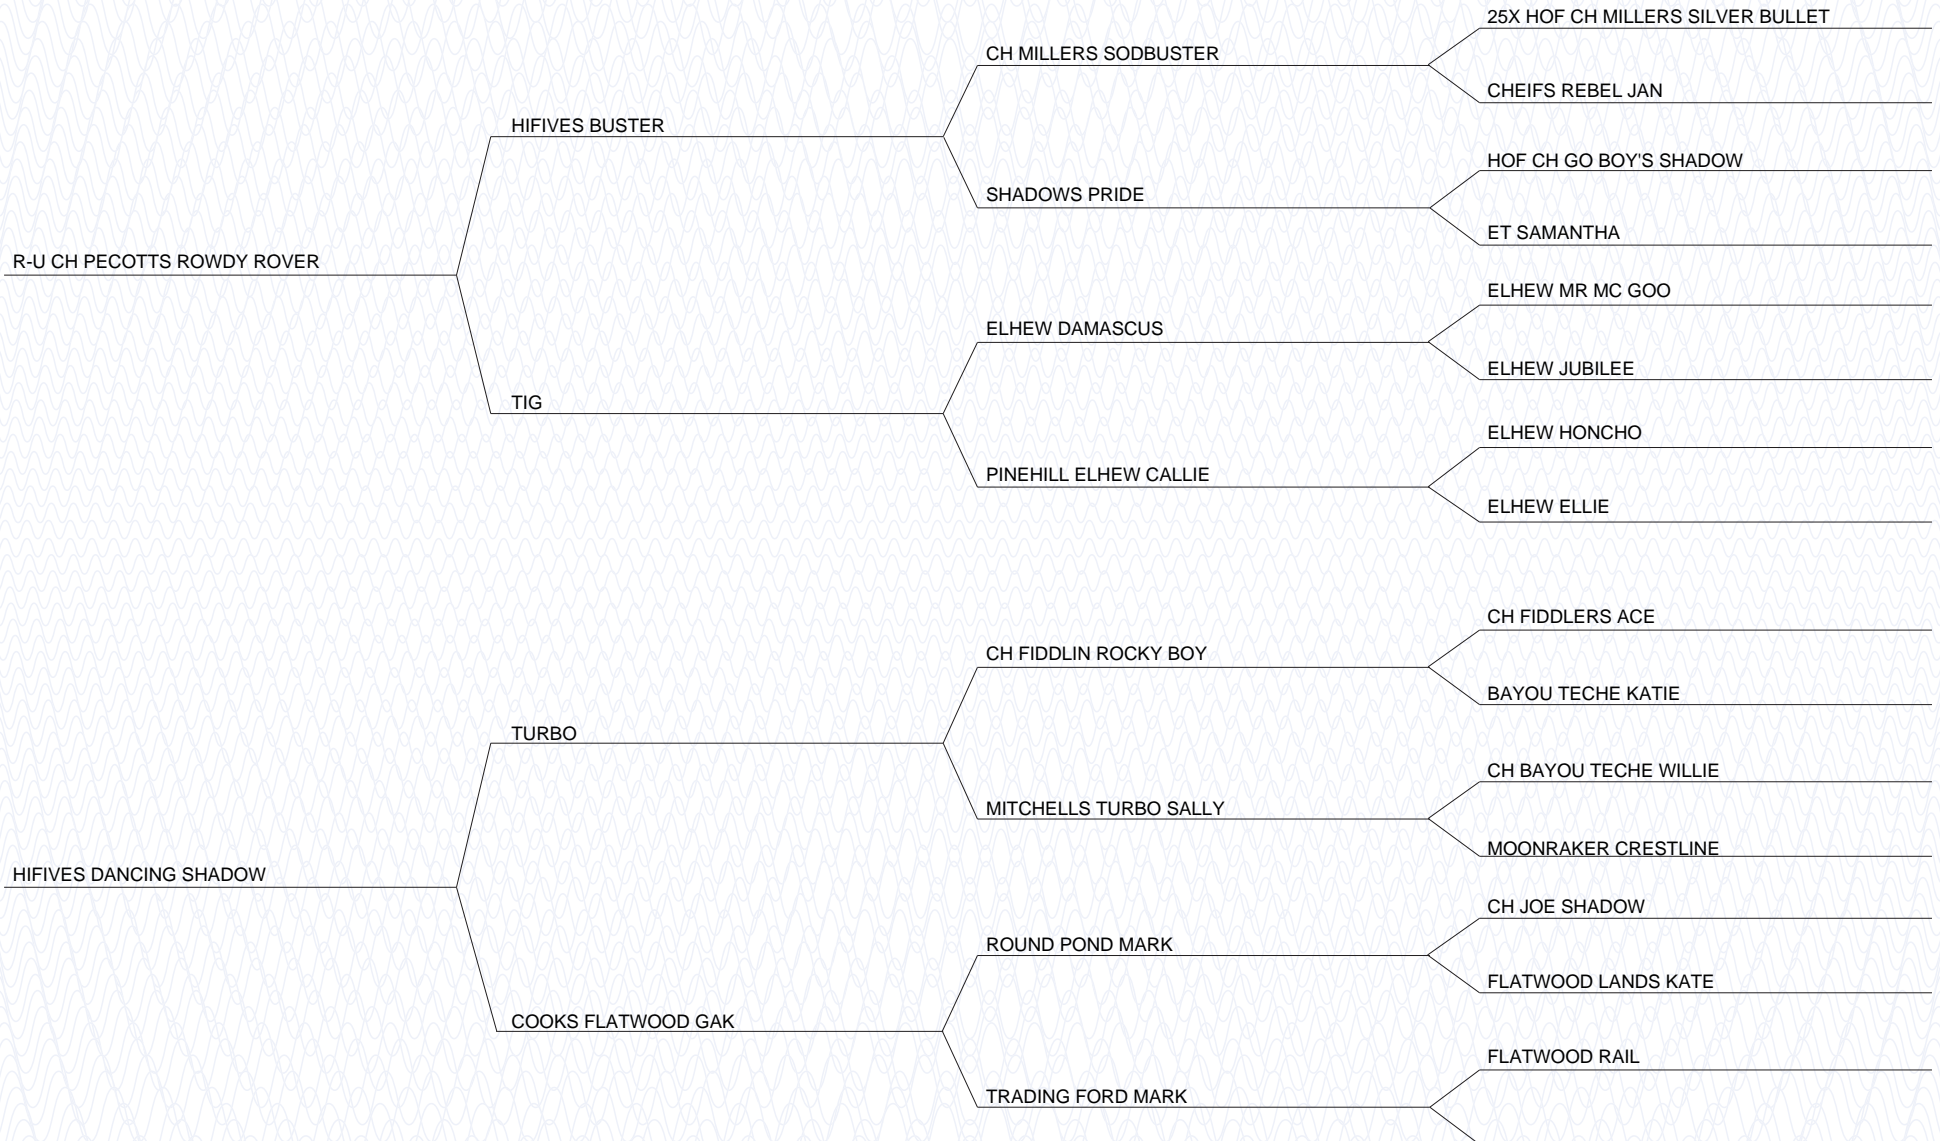 25X HOF CH MILLERS SILVER BULLET
CH MILLERS SODBUSTER
CHEIFS REBEL JAN
HIFIVES BUSTER
HOF CH GO BOY'S SHADOW
SHADOWS PRIDE
ET SAMANTHA
R-U CH PECOTTS ROWDY ROVER
ELHEW MR MC GOO
ELHEW DAMASCUS
ELHEW JUBILEE
TIG
ELHEW HONCHO
PINEHILL ELHEW CALLIE
ELHEW ELLIE
CH FIDDLERS ACE
CH FIDDLIN ROCKY BOY
BAYOU TECHE KATIE
TURBO
CH BAYOU TECHE WILLIE
MITCHELLS TURBO SALLY
MOONRAKER CRESTLINE
HIFIVES DANCING SHADOW
CH JOE SHADOW
ROUND POND MARK
FLATWOOD LANDS KATE
COOKS FLATWOOD GAK
FLATWOOD RAIL
TRADING FORD MARK